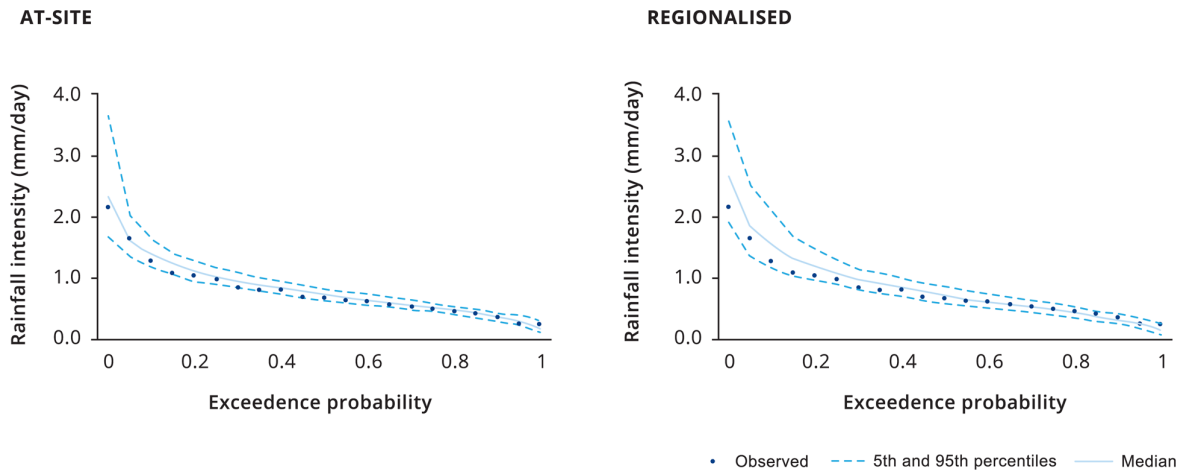 AT-SITE
Rainfall intensity (mm/day)
4.0
3.0
2.0
1.0
0.0
0 0.2 0.4 0.6 0.8 1
Exceedence probability
REGIONALISED
Rainfall intensity (mm/day)
4.0
3.0
2.0
1.0
0.0
0 0.2 0.4 0.6 0.8 1
Exceedence probability
Observed 5th and 95th percentiles Median